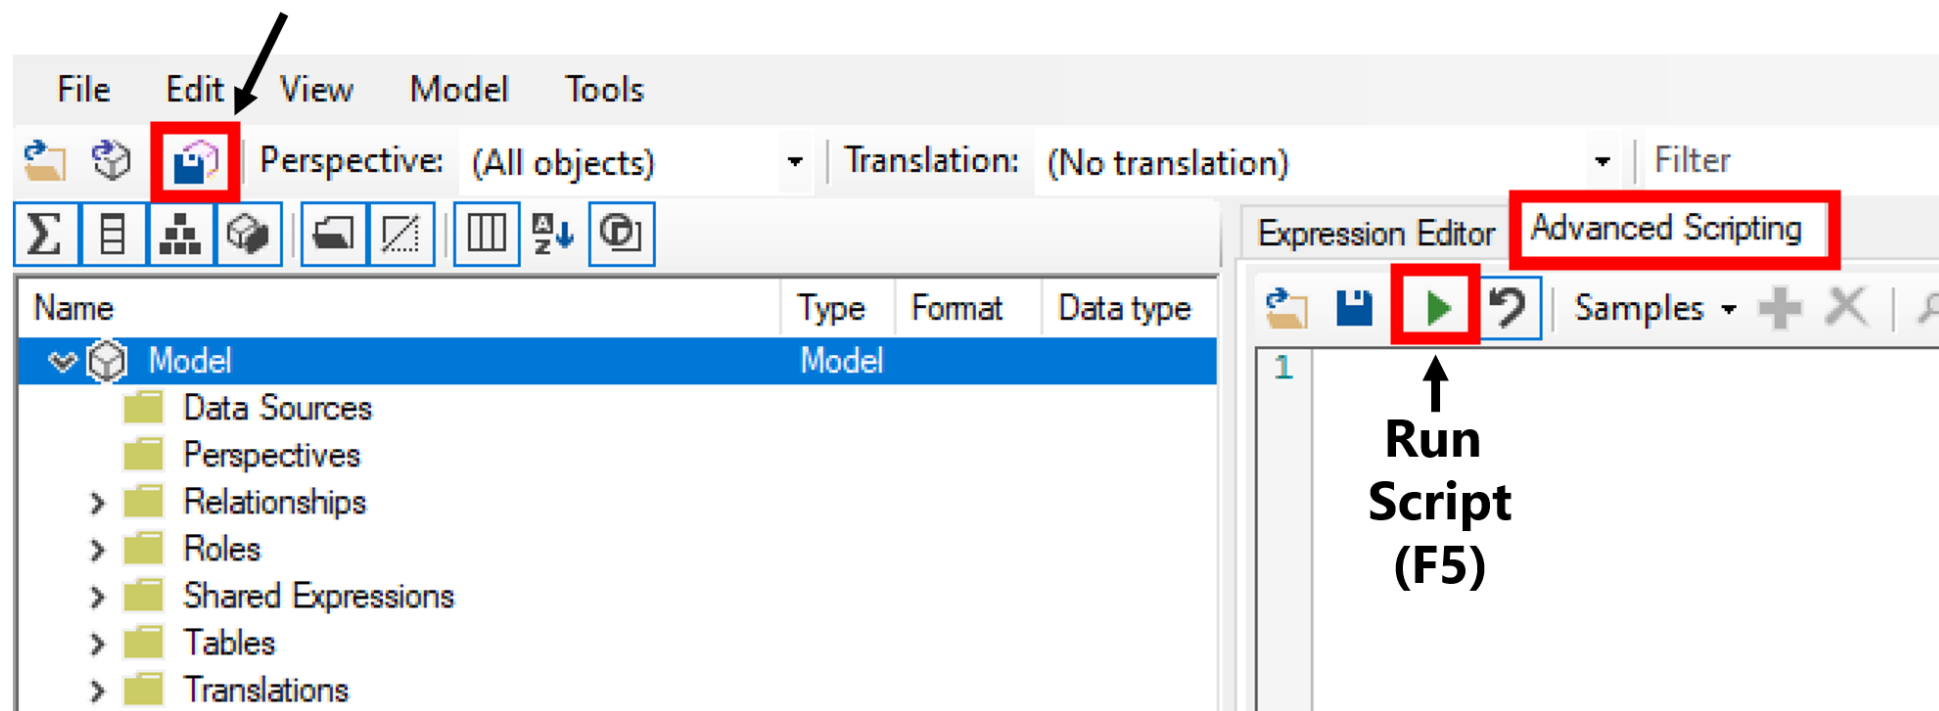 File Edit View Model Tools
Perspective: (All objects) Translation: (No translation) Filter
Expression Editor Advanced Scripting
Name Type Format Data type
Samples
Model Model
1
Data Sources
Perspectives
Relationships
Roles
Shared Expressions
Tables
Translations
Run
Script
(F5)